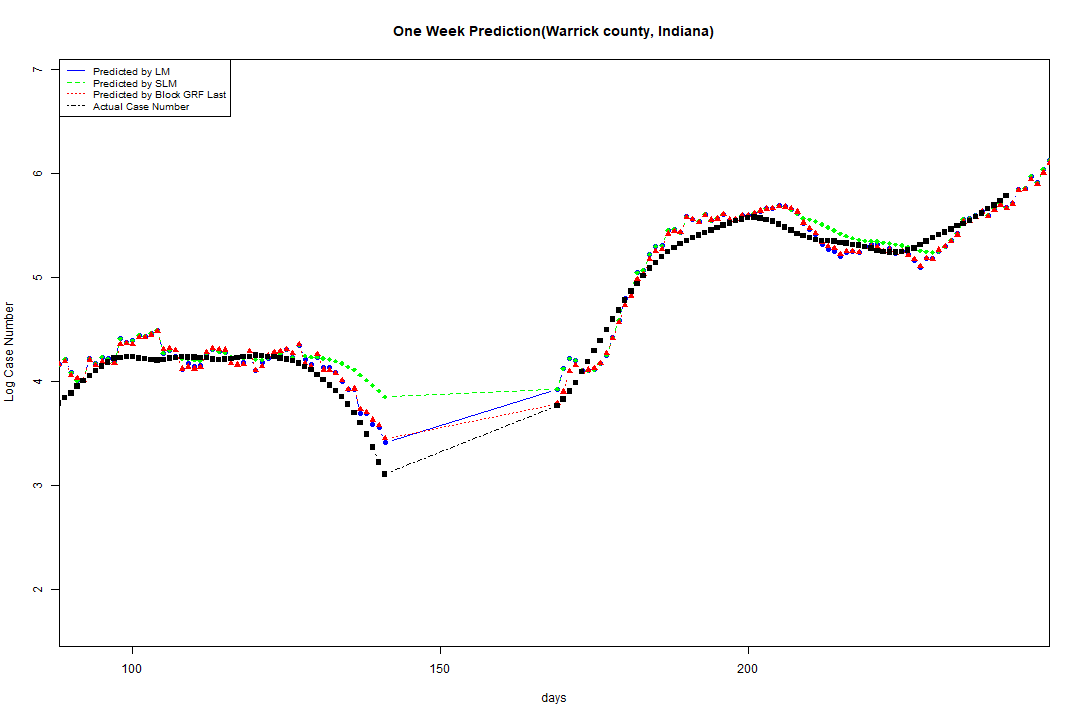 One Week Prediction(Warrick county, Indiana)
Predicted by LM
Predicted by SLM
Predicted by Block GRF Last
Actual Case Number
7
6
5
4
3
2
Log Case Number
100 150 200
days